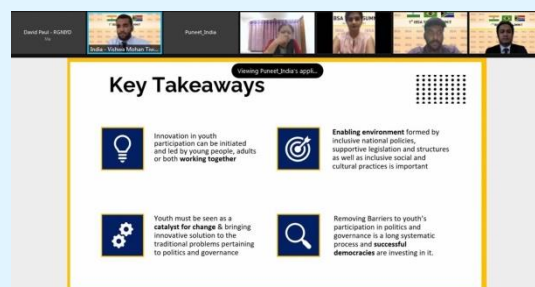 David Paul - RGNIYD
India - Vishwa Mohan
Puneet_India
Viewing Puneet_India's appli...
Key Takeaways
Innovation in youth
participation can be initiated
and led by young people, adults
or both working together
Enabling environment formed by
inclusive national policies,
supportive legislation and structures
as well as inclusive social and
cultural practices is important
Youth must be seen as a
catalyst for change & bringing
innovative solution to the
traditional problems pertaining
to politics and governance
Removing Barriers to youth's
participation in politics and
governance is a long systematic
process and successful
democracies are investing in it.